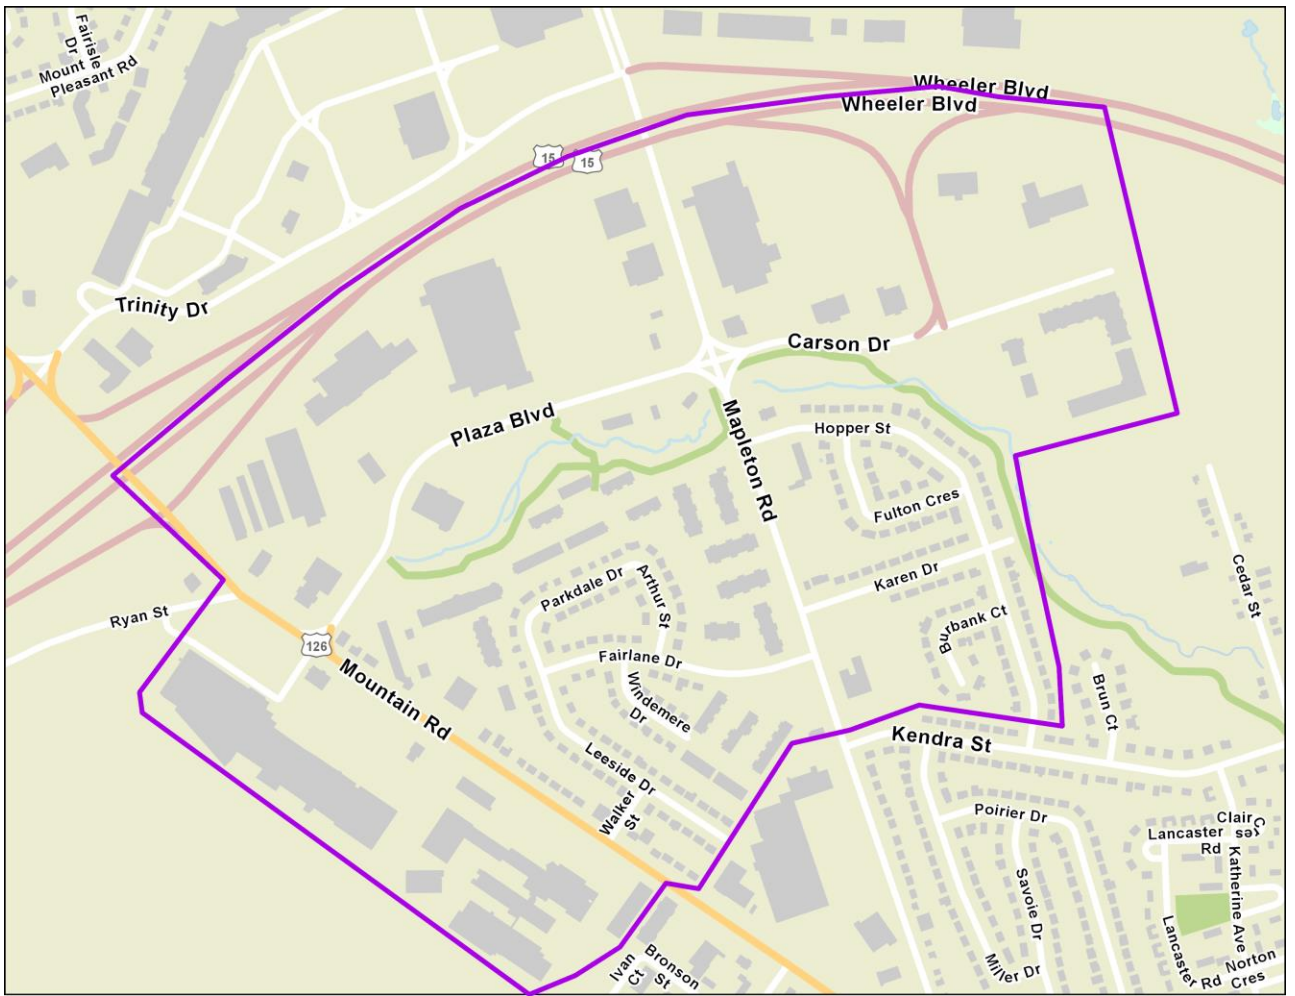 Fairisle
Dr
Mount
Pleasant Rd
Wheeler Blvd
Wheeler Blvd
15
15
Trinity Dr
Carson Dr
Plaza Blvd
Mapleton Rd
Hopper St
Fulton Cres
Karen Dr
Burbank Ct
Cedar St
Parkdale Dr
Arthur St
Ryan St
126
Mountain Rd
Fairlane Dr
Windemere
Dr
Brun Ct
Kendra St
Leeside Dr
Walker
St
Poirier Dr
Clair
Cres
Lancaster
Rd
Katherine Ave
Savoie Dr
Miller Dr
Lancaster
Rd
Norton
Cres
Ivan
Ct
Bronson
St